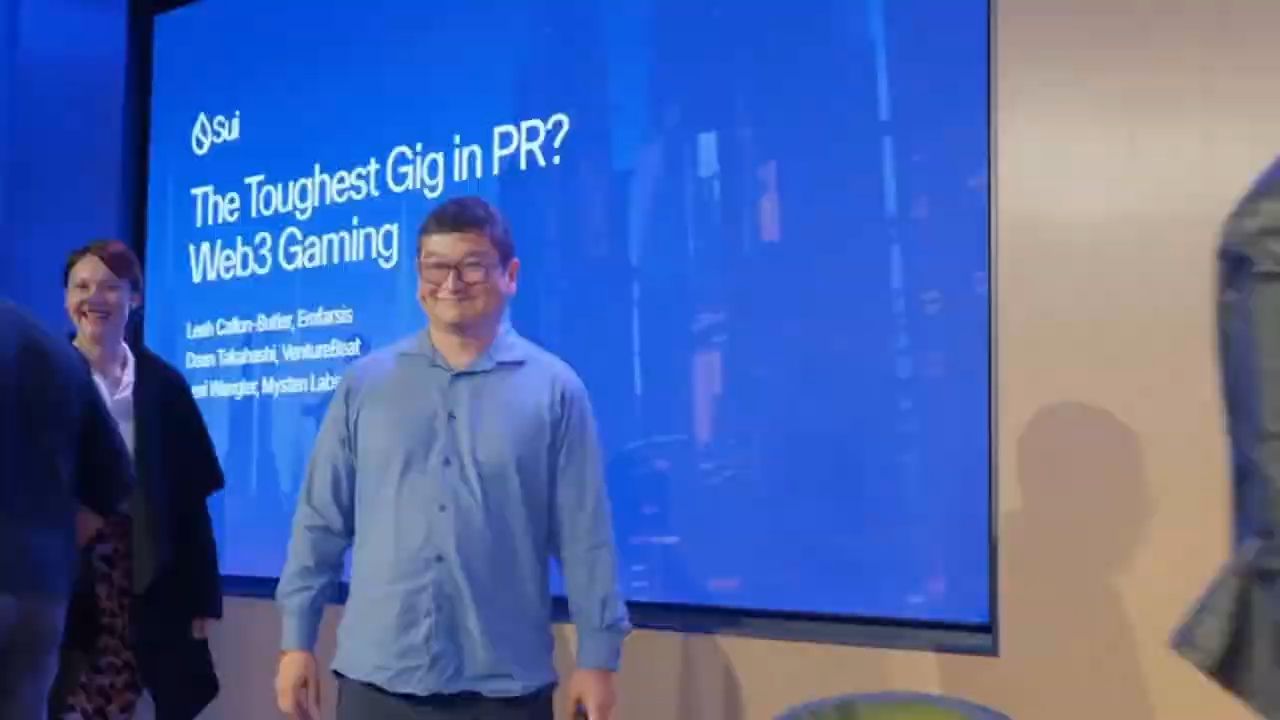 Sui
The Toughest Gig in PR?
Web3 Gaming
Leah Callon-Butler, Emfarsis
Dean Takahashi, VentureBeat
Wengler, Mysten Labs